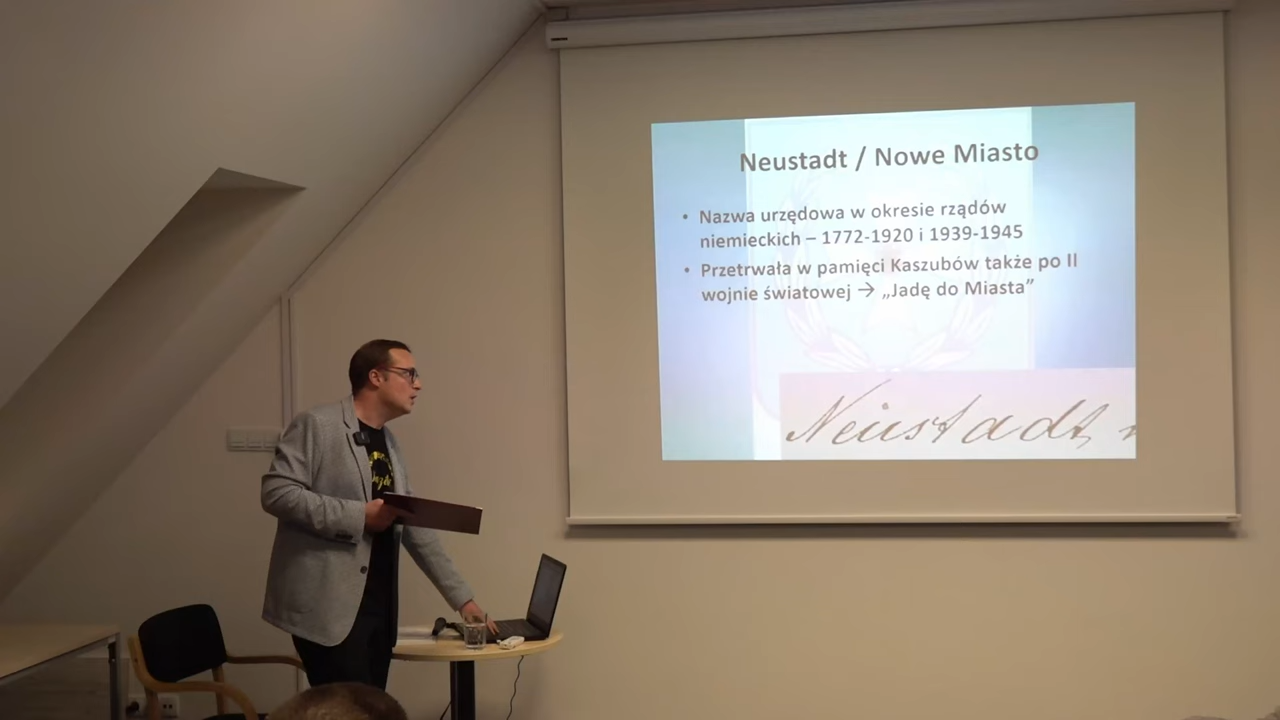 Neustadt / Nowe Miasto
• Nazwa urzędowa w okresie rządów
niemieckich – 1772-1920 i 1939-1945
• Przetrwała w pamięci Kaszubów także po II
wojnie światowej → „Jadę do Miasta”
Neustadt